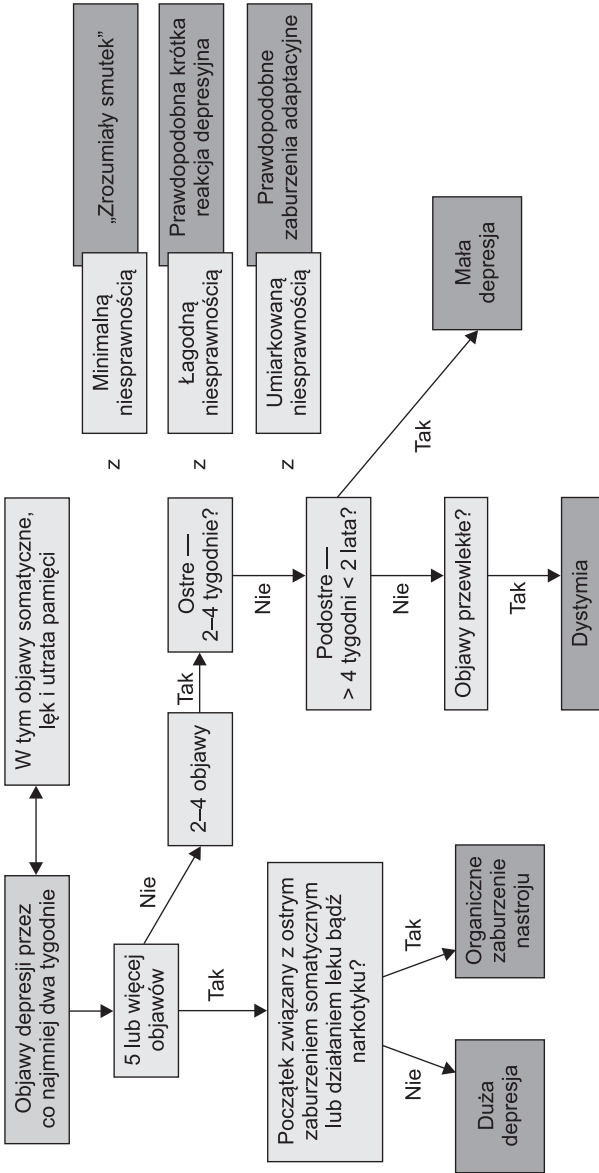 Objawy depresji przez
co najmniej dwa tygodnie
W tym objawy somatyczne,
lęk i utrata pamięci
5 lub więcej
objawów
Nie
2–4 objawy
Tak
Ostre —
2–4 tygodnie?
z
Minimalną
niesprawnością
„Zrozumiały smutek”
z
Łagodną
niesprawnością
Prawdopodobna krótka
reakcja depresyjna
z
Umiarkowaną
niesprawnością
Prawdopodobne
zaburzenia adaptacyjne
Tak
Nie
Początek związany z ostrym
zaburzeniem somatycznym
lub działaniem leku bądź
narkotyku?
Podostre —
> 4 tygodni < 2 lata?
Tak
Mała
depresja
Nie
Tak
Nie
Duża
depresja
Organiczne
zaburzenie
nastroju
Objawy przewlekłe?
Tak
Dystymia